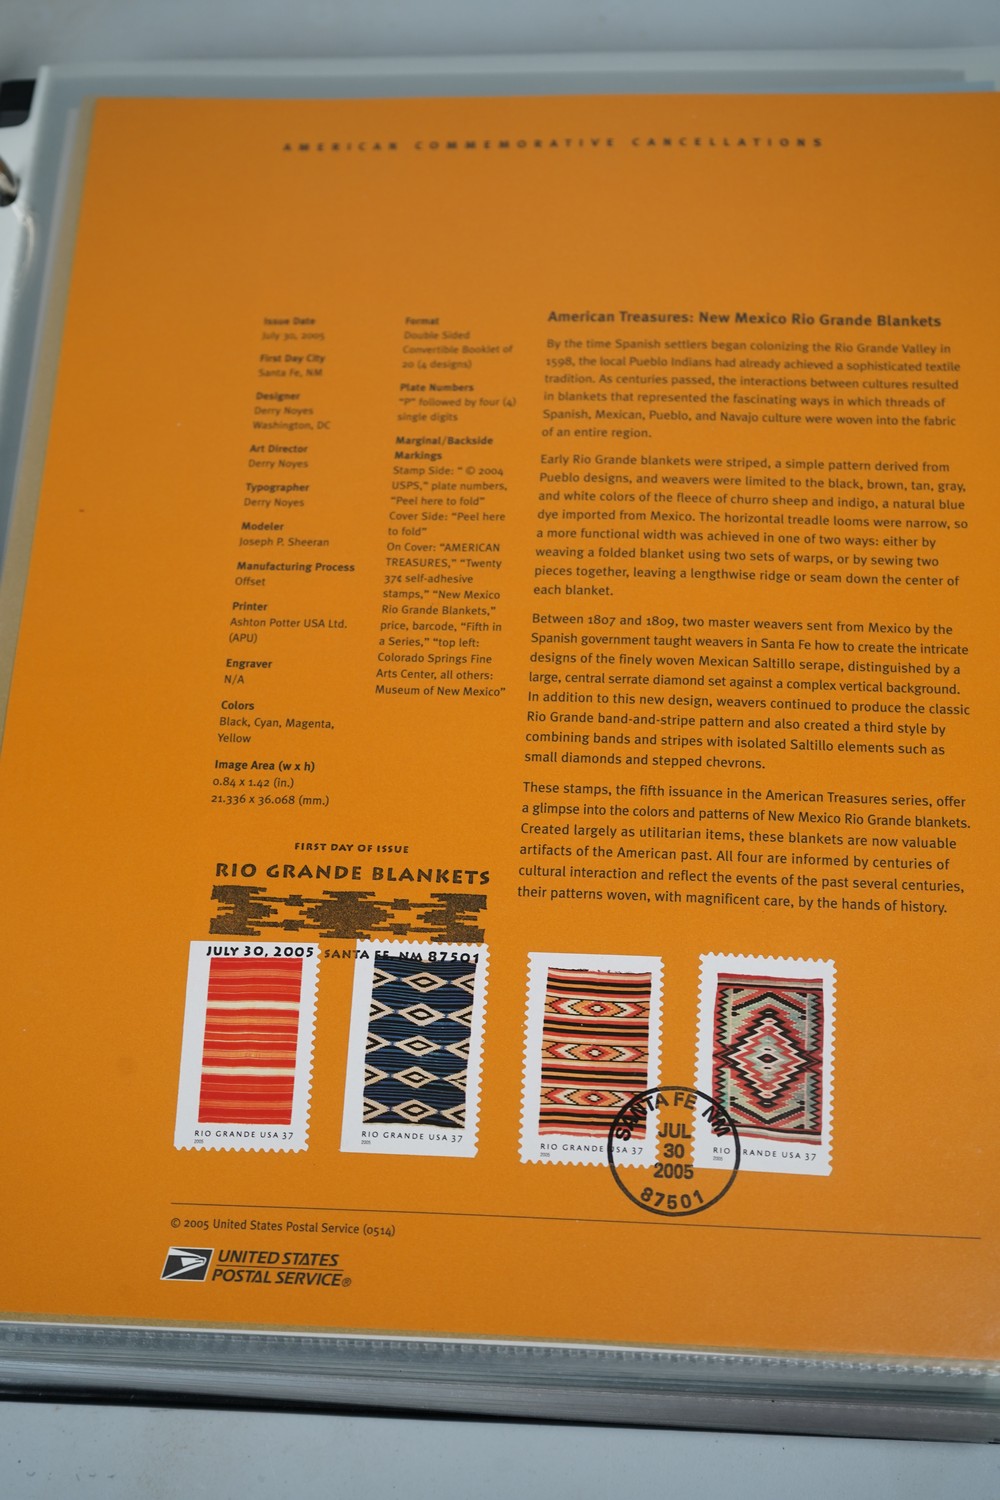 AMERICAN COMMEMORATIVE CANCELLATIONS
Issue Date
July 30, 2005
First Day City
Santa Fe, NM
Designer
Derry Noyes
Washington, DC
Art Director
Derry Noyes
Typographer
Derry Noyes
Modeler
Joseph P. Sheeran
Manufacturing Process
Offset
Printer
Ashton Potter USA Ltd.
(APU)
Engraver
N/A
Colors
Black, Cyan, Magenta,
Yellow
Image Area (w x h)
0.84 x 1.42 (in.)
21.336 x 36.068 (mm.)
Format
Double Sided
Convertible Booklet of
20 (4 designs)
Plate Numbers
"P" followed by four (4)
single digits
Marginal/Backside
Markings
Stamp Side: " © 2004
USPS," plate numbers,
"Peel here to fold"
Cover Side: "Peel here
to fold"
On Cover: "AMERICAN
TREASURES," "Twenty
37¢ self-adhesive
stamps," "New Mexico
Rio Grande Blankets,"
price, barcode, "Fifth in
a Series," "top left:
Colorado Springs Fine
Arts Center, all others:
Museum of New Mexico"
American Treasures: New Mexico Rio Grande Blankets
By the time Spanish settlers began colonizing the Rio Grande Valley in
1598, the local Pueblo Indians had already achieved a sophisticated textile
tradition. As centuries passed, the interactions between cultures resulted
in blankets that represented the fascinating ways in which threads of
Spanish, Mexican, Pueblo, and Navajo culture were woven into the fabric
of an entire region.
Early Rio Grande blankets were striped, a simple pattern derived from
Pueblo designs, and weavers were limited to the black, brown, tan, gray,
and white colors of the fleece of churro sheep and indigo, a natural blue
dye imported from Mexico. The horizontal treadle looms were narrow, so
a more functional width was achieved in one of two ways: either by
weaving a folded blanket using two sets of warps, or by sewing two
pieces together, leaving a lengthwise ridge or seam down the center of
each blanket.
Between 1807 and 1809, two master weavers sent from Mexico by the
Spanish government taught weavers in Santa Fe how to create the intricate
designs of the finely woven Mexican Saltillo serape, distinguished by a
large, central serrate diamond set against a complex vertical background.
In addition to this new design, weavers continued to produce the classic
Rio Grande band-and-stripe pattern and also created a third style by
combining bands and stripes with isolated Saltillo elements such as
small diamonds and stepped chevrons.
These stamps, the fifth issuance in the American Treasures series, offer
a glimpse into the colors and patterns of New Mexico Rio Grande blankets.
Created largely as utilitarian items, these blankets are now valuable
artifacts of the American past. All four are informed by centuries of
cultural interaction and reflect the events of the past several centuries,
their patterns woven, with magnificent care, by the hands of history.
FIRST DAY OF ISSUE
RIO GRANDE BLANKETS
JULY 30, 2005 SANTA FE, NM 87501
RIO GRANDE USA 37
2005
RIO GRANDE USA 37
2005
RIO GRANDE USA 37
2005
RIO GRANDE USA 37
2005
SANTA FE NM
JUL
30
2005
87501
© 2005 United States Postal Service (0514)
UNITED STATES
POSTAL SERVICE®